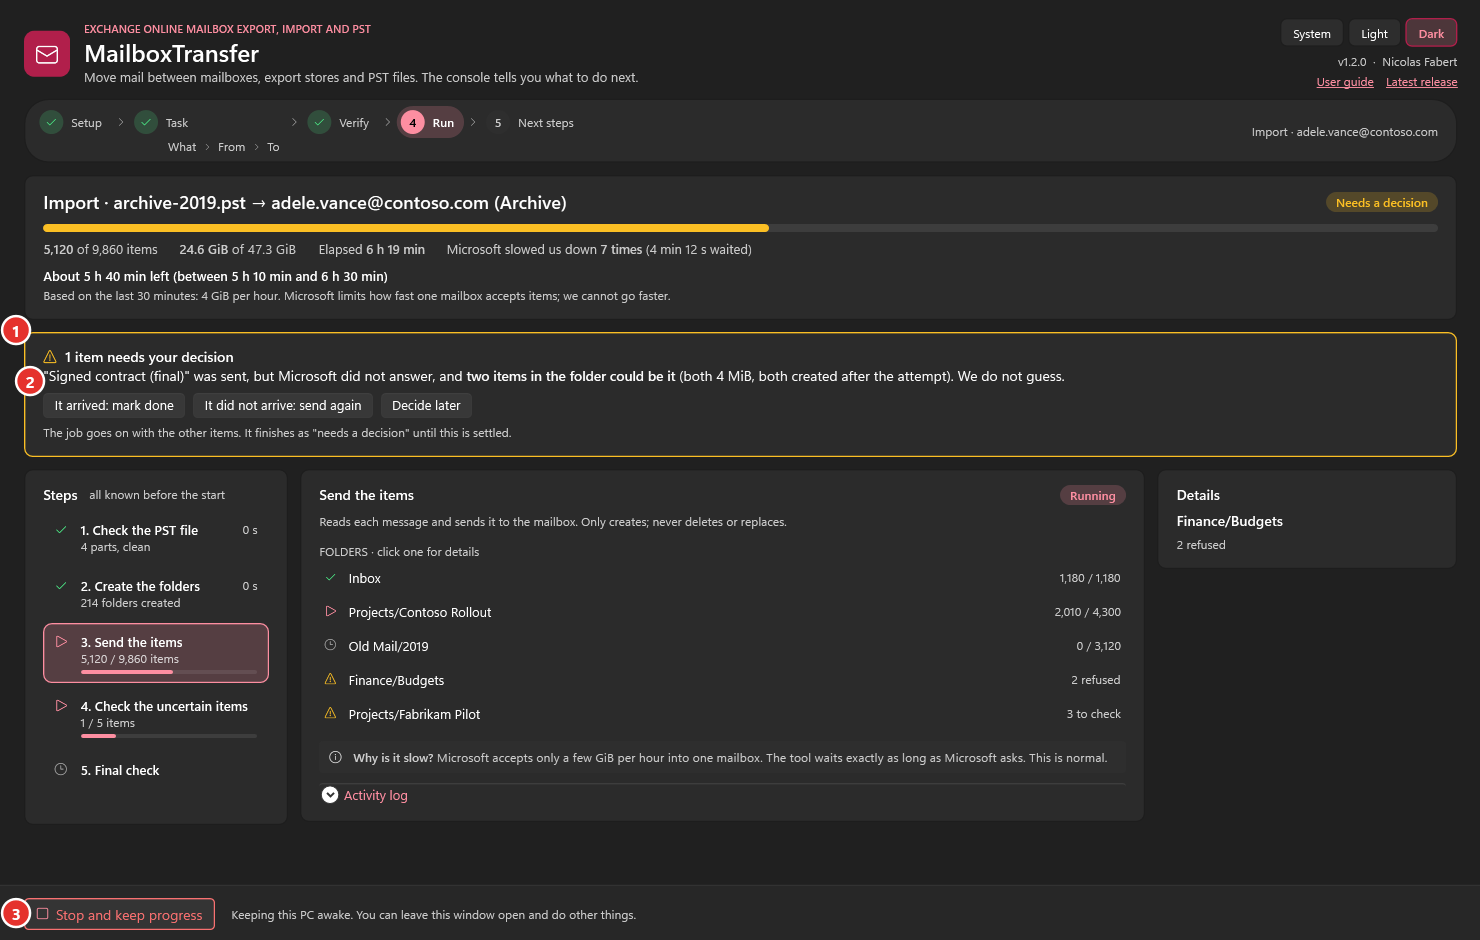 EXCHANGE ONLINE MAILBOX EXPORT, IMPORT AND PST
MailboxTransfer
Move mail between mailboxes, export stores and PST files. The console tells you what to do next.
System
Light
Dark
v1.2.0 · Nicolas Fabert
User guide
Latest release
Setup
Task
Verify
4
Run
5
Next steps
What
From
To
Import · adele.vance@contoso.com
Import · archive-2019.pst → adele.vance@contoso.com (Archive)
Needs a decision
5,120 of 9,860 items
24.6 GiB of 47.3 GiB
Elapsed 6 h 19 min
Microsoft slowed us down 7 times (4 min 12 s waited)
About 5 h 40 min left (between 5 h 10 min and 6 h 30 min)
Based on the last 30 minutes: 4 GiB per hour. Microsoft limits how fast one mailbox accepts items; we cannot go faster.
1
1 item needs your decision
2
"Signed contract (final)" was sent, but Microsoft did not answer, and two items in the folder could be it (both 4 MiB, both created after the attempt). We do not guess.
It arrived: mark done
It did not arrive: send again
Decide later
The job goes on with the other items. It finishes as "needs a decision" until this is settled.
Steps
all known before the start
1. Check the PST file
0 s
4 parts, clean
2. Create the folders
0 s
214 folders created
3. Send the items
5,120 / 9,860 items
4. Check the uncertain items
1 / 5 items
5. Final check
Send the items
Running
Reads each message and sends it to the mailbox. Only creates; never deletes or replaces.
FOLDERS · click one for details
Inbox
1,180 / 1,180
Projects/Contoso Rollout
2,010 / 4,300
Old Mail/2019
0 / 3,120
Finance/Budgets
2 refused
Projects/Fabrikam Pilot
3 to check
Why is it slow? Microsoft accepts only a few GiB per hour into one mailbox. The tool waits exactly as long as Microsoft asks. This is normal.
Activity log
Details
Finance/Budgets
2 refused
3
Stop and keep progress
Keeping this PC awake. You can leave this window open and do other things.